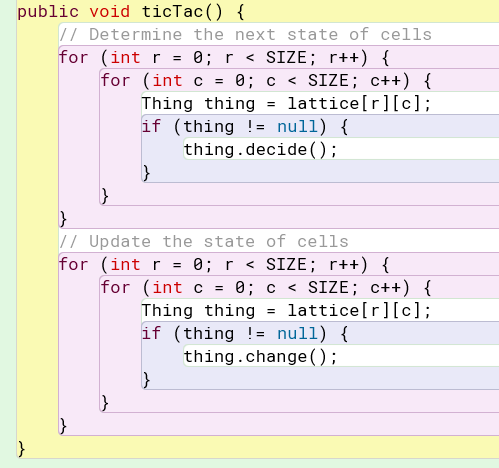 public void ticTac() {
// Determine the next state of cells
for (int r = 0; r < SIZE; r++) {
for (int c = 0; c < SIZE; c++) {
Thing thing = lattice[r][c];
if (thing != null) {
thing.decide();
}
}
}
// Update the state of cells
for (int r = 0; r < SIZE; r++) {
for (int c = 0; c < SIZE; c++) {
Thing thing = lattice[r][c];
if (thing != null) {
thing.change();
}
}
}
}